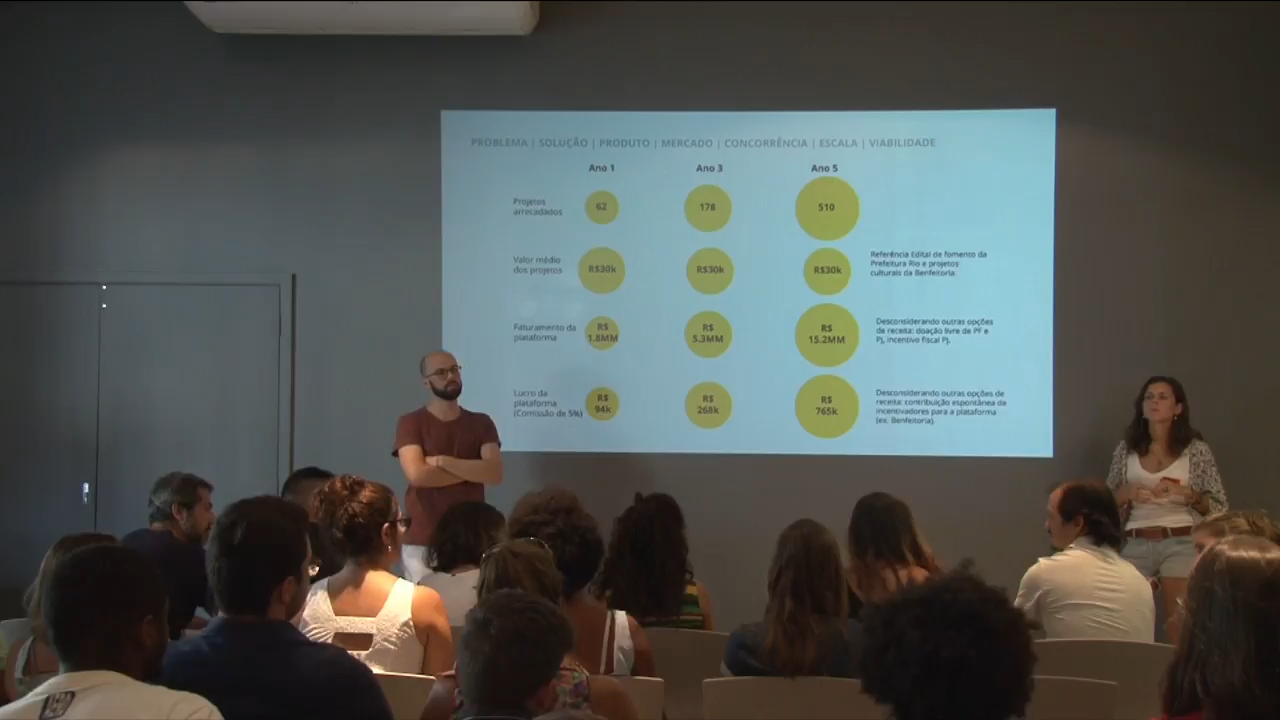 PROBLEMA | SOLUÇÃO | PRODUTO | MERCADO | CONCORRÊNCIA | ESCALA | VIABILIDADE
Ano 1 Ano 3 Ano 5
Projetos
arrecadados
62 178 510
Valor médio
dos projetos
R$30k R$30k R$30k
Referência Edital de fomento da
Prefeitura Rio e projetos
culturais da Benfeitoria.
Faturamento da
plataforma
R$
1.8MM
R$
5.3MM
R$
15.2MM
Desconsiderando outras opções
de receita: doação livre de PF e
PJ, incentivo fiscal PJ.
Lucro da
plataforma
(Comissão de 5%)
R$
94k
R$
268k
R$
765k
Desconsiderando outras opções de
receita: contribuição espontânea de
incentivadores para a plataforma
(ex. Benfeitoria).